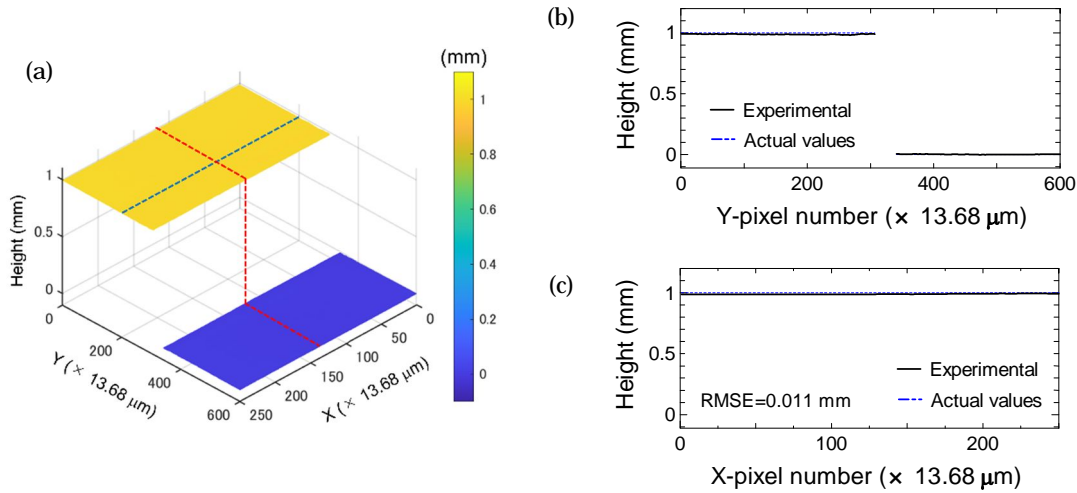 (a)
(mm)
1
0.8
0.6
0.4
0.2
0
Height (mm)
1
0.5
0
0
200
400
600
Y (× 13.68 μm)
250
200
150
100
50
0
X (× 13.68 μm)
(b)
Height (mm)
1
0.5
0
Experimental
Actual values
0 200 400 600
Y-pixel number (× 13.68 μm)
(c)
Height (mm)
1
0.5
0
Experimental
RMSE=0.011 mm
Actual values
0 100 200
X-pixel number (× 13.68 μm)